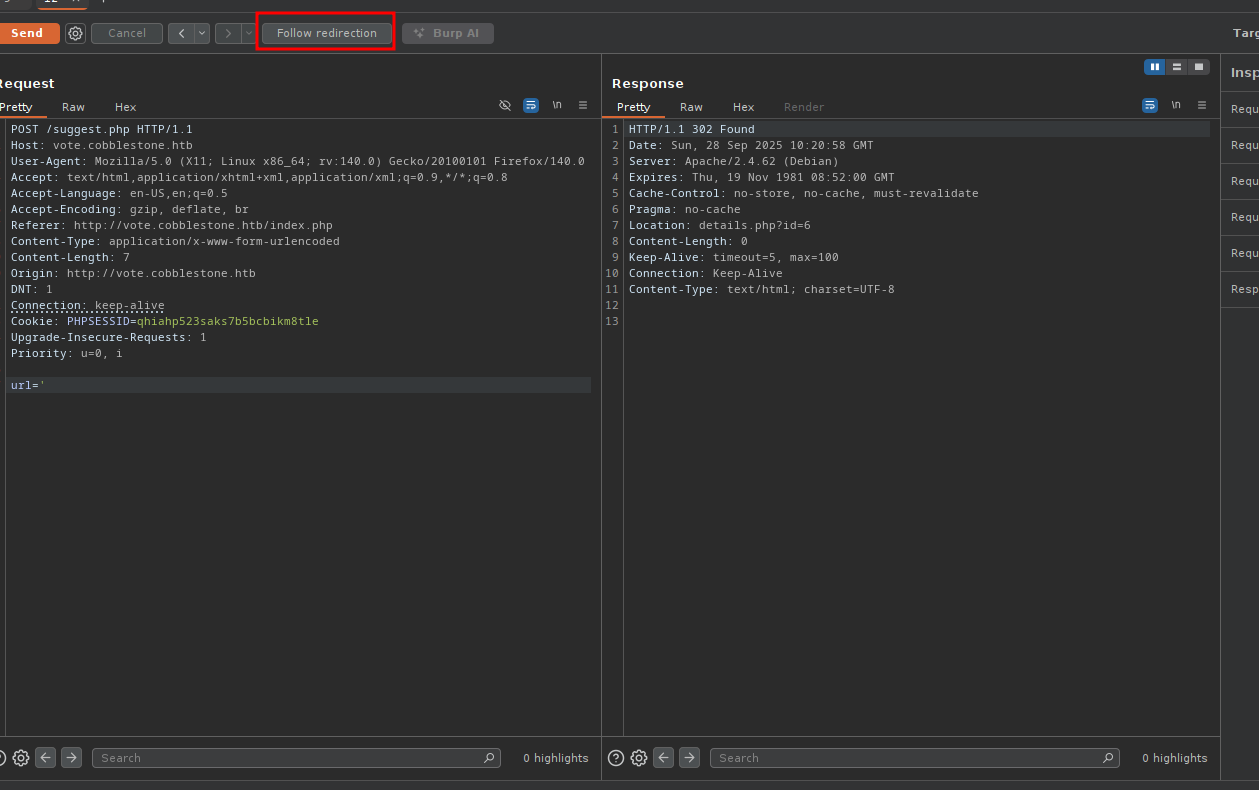 12
Send
Cancel
Follow redirection
Burp AI
Targ
Request
Pretty
Raw
Hex
\n
POST /suggest.php HTTP/1.1
Host: vote.cobblestone.htb
User-Agent: Mozilla/5.0 (X11; Linux x86_64; rv:140.0) Gecko/20100101 Firefox/140.0
Accept: text/html,application/xhtml+xml,application/xml;q=0.9,*/*;q=0.8
Accept-Language: en-US,en;q=0.5
Accept-Encoding: gzip, deflate, br
Referer: http://vote.cobblestone.htb/index.php
Content-Type: application/x-www-form-urlencoded
Content-Length: 7
Origin: http://vote.cobblestone.htb
DNT: 1
Connection: keep-alive
Cookie: PHPSESSID=qhiahp523saks7b5bcbikm8tle
Upgrade-Insecure-Requests: 1
Priority: u=0, i
url='
Search
0 highlights
Response
Pretty
Raw
Hex
Render
\n
1 HTTP/1.1 302 Found
2 Date: Sun, 28 Sep 2025 10:20:58 GMT
3 Server: Apache/2.4.62 (Debian)
4 Expires: Thu, 19 Nov 1981 08:52:00 GMT
5 Cache-Control: no-store, no-cache, must-revalidate
6 Pragma: no-cache
7 Location: details.php?id=6
8 Content-Length: 0
9 Keep-Alive: timeout=5, max=100
10 Connection: Keep-Alive
11 Content-Type: text/html; charset=UTF-8
12
13
Search
0 highlights
Insp
Requ
Requ
Requ
Requ
Requ
Resp